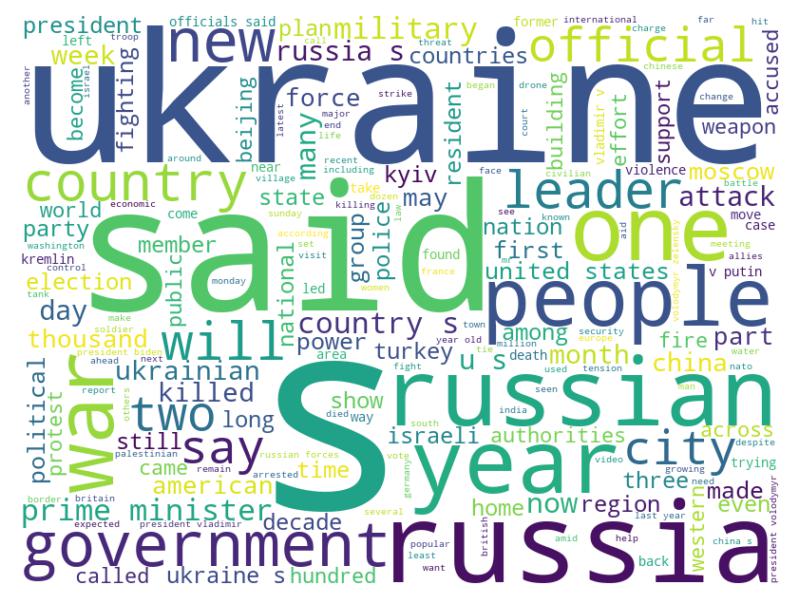 president
officials said
plan
military
former
international
charge
far
hit
another
left
week
new
russia s
call
troop
threat
countries
official
chinese
accused
ukraine
become
israel
fighting
beijing
force
many
latest
strike
began
major
end
life
drone
court
resident
building
vladimir v
effort
support
change
weapon
country
around
near
village
recent
including
kyiv
leader
violence
moscow
civilian
battle
attack
world
party
economic
come
state
sunday
killing
dozen
take
law
may
face
nation
see
known
one
aid
volodymyr zelensky
move
case
said
washington
kremlin
control
member
public
according
set
visit
group
police
found
first
mr
meeting
allies
united states
v putin
election
day
tank
monday
national
led
france
women
people
thousand
make
soldier
will
country s
power
area
turkey
year old
town
among
million
security
europe
fire
part
month
death
tie
president biden
ahead
next
ukrainian
u s
fight
used
tension
china
water
man
nato
political
protest
war
report
others
two
killed
long
show
died
way
s
russian
south
india
seen
still
say
palestinian
israeli
authorities
city
across
despite
vote
came
remain
arrested
russian forces
time
year
germany
video
three
growing
need
trying
border
britain
american
several
home
now
region
western
made
even
prime minister
decade
expected
president vladimir
last year
president volodymyr
government
russia
popular
least
want
british
amid
help
back
china s
called
ukraine s
hundred